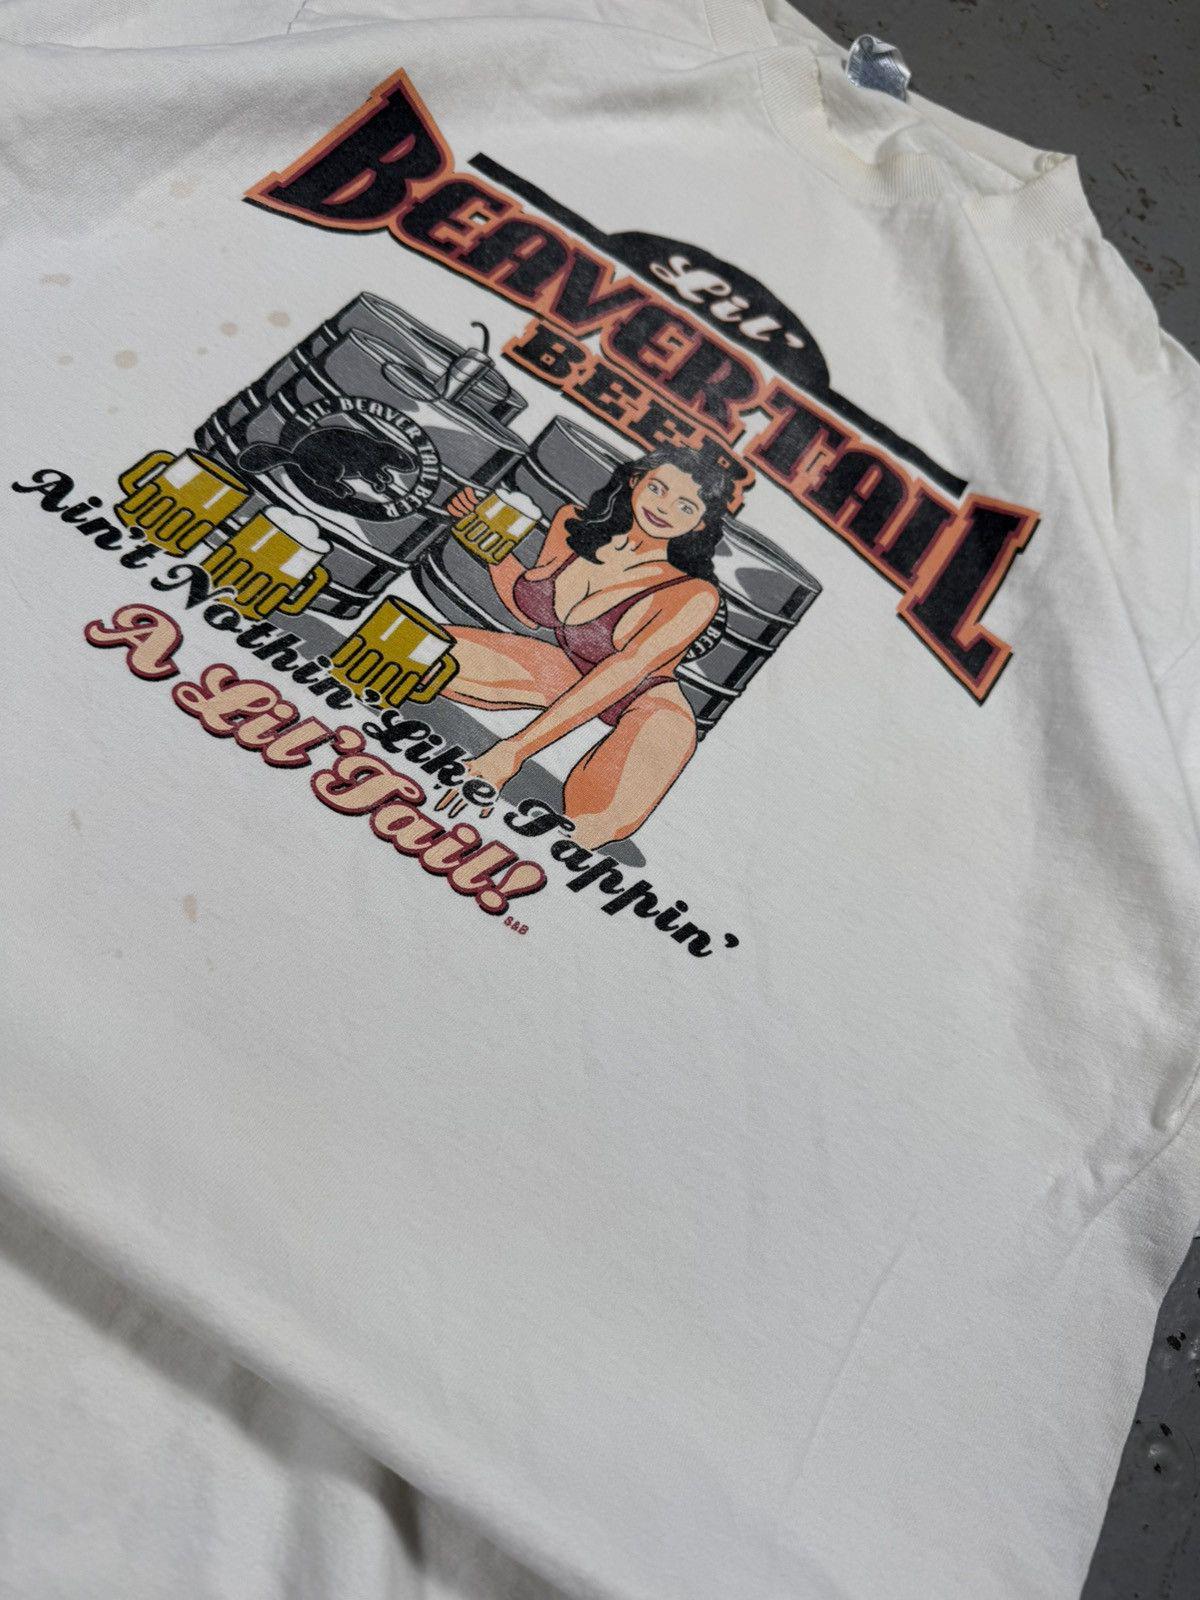 Lil'
BEAVERTAIL
BEER
LIL' BEAVER TAIL BEER
Ain't Nothin' Like Tappin'
A Lil' Tail!
S&B